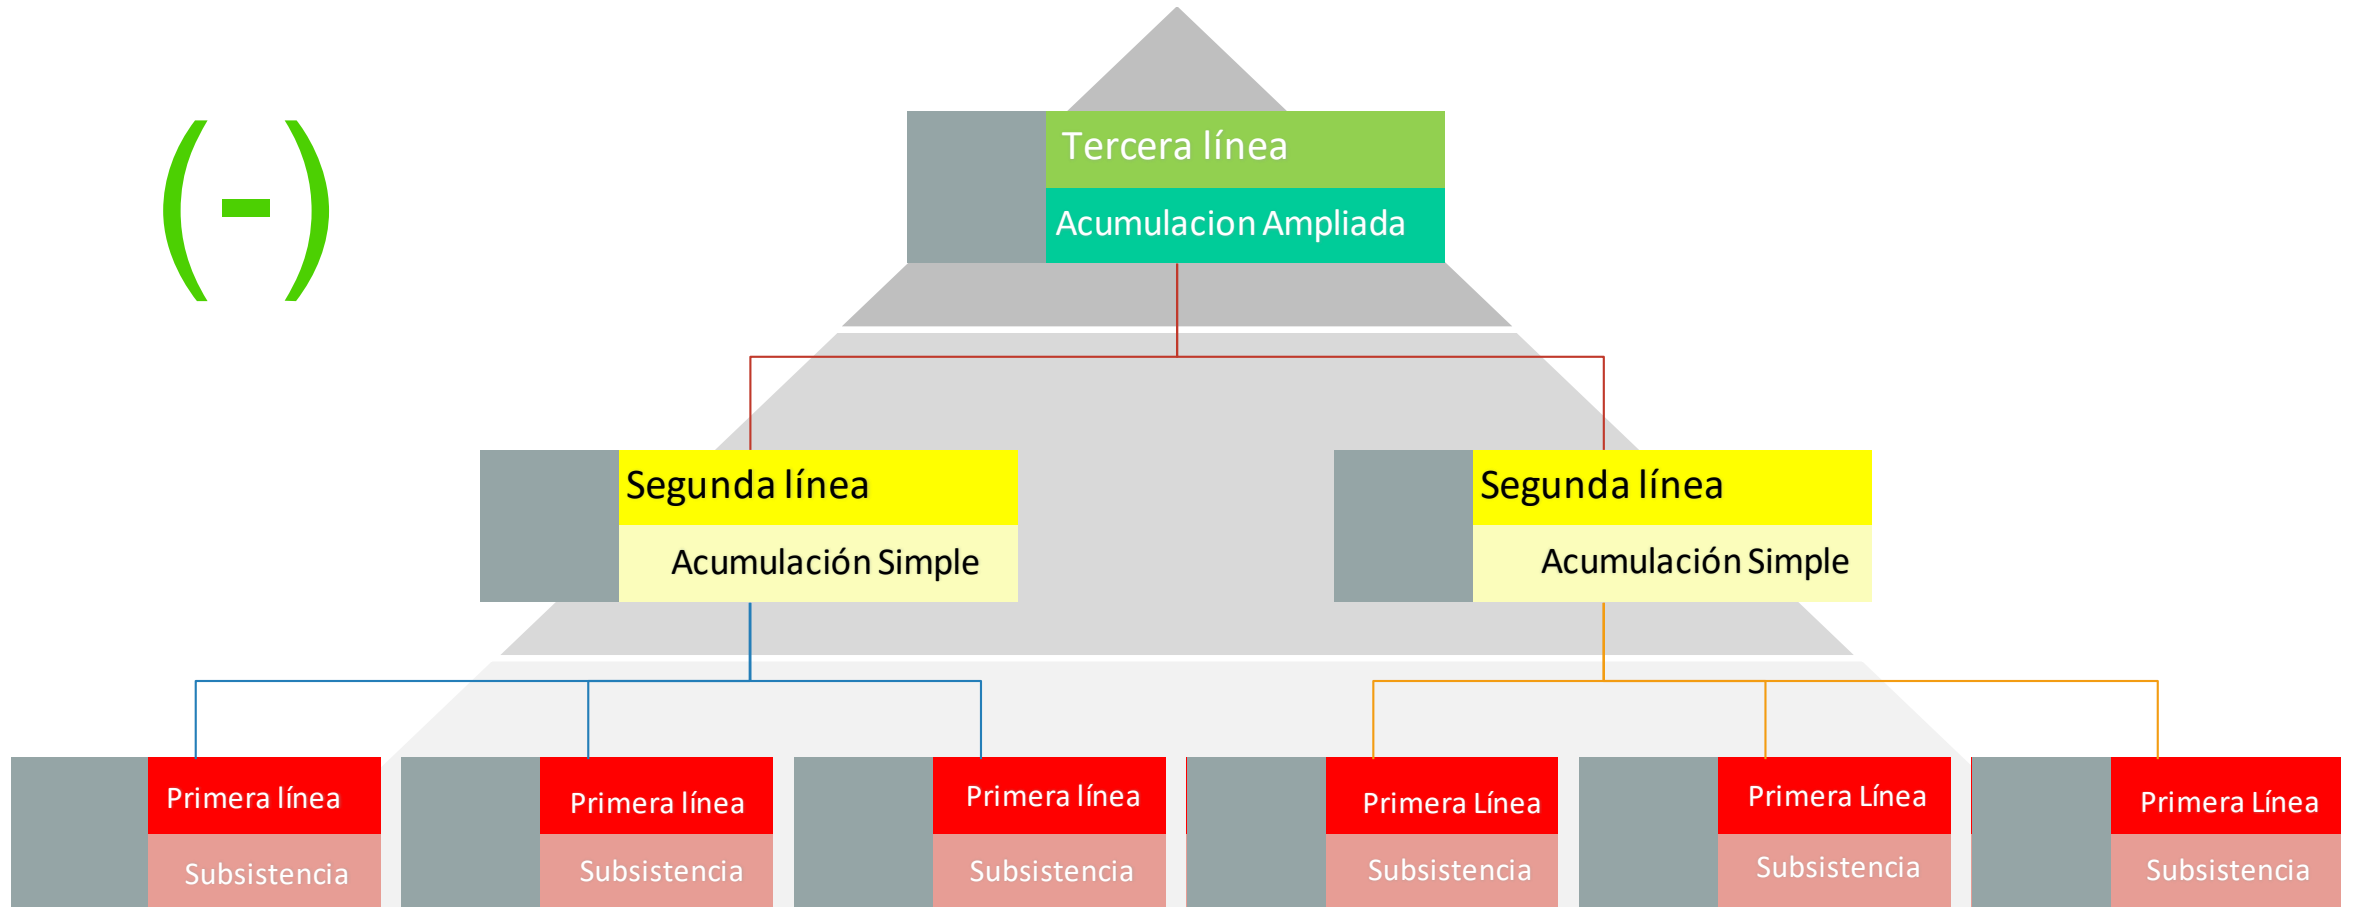 (-)
Tercera línea
Acumulacion Ampliada
Segunda línea
Acumulación Simple
Segunda línea
Acumulación Simple
Primera línea
Subsistencia
Primera línea
Subsistencia
Primera línea
Subsistencia
Primera Línea
Subsistencia
Primera Línea
Subsistencia
Primera Línea
Subsistencia